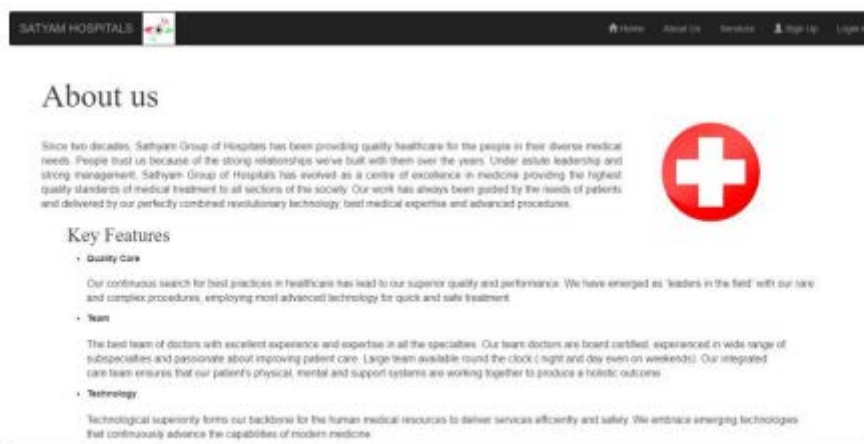 SATYAM HOSPITALS
Home About Us Services Sign Up Login
About us
Since two decades, Sathyam Group of Hospitals has been providing quality healthcare for the people in their diverse medical
needs. People trust us because of the strong relationships we've built with them over the years. Under astute leadership and
strong management, Sathyam Group of Hospitals has evolved as a centre of excellence in medicine providing the highest
quality standards of medical treatment to all sections of the society. Our work has always been guided by the needs of patients
and delivered by our perfectly combined revolutionary technology, best medical expertise and advanced procedures.
Key Features
• Quality Care
Our continuous search for best practices in healthcare has lead to our superior quality and performance. We have emerged as 'leaders in the field' with our rare
and complex procedures, employing most advanced technology for quick and safe treatment.
• Team
The best team of doctors with excellent experience and expertise in all the specialties. Our team doctors are board certified, experienced in wide range of
subspecialties and passionate about improving patient care. Large team available round the clock ( night and day even on weekends). Our integrated
care team ensures that our patient's physical, mental and support systems are working together to produce a holistic outcome.
• Technology
Technological superiority forms our backbone for the human medical resources to deliver services efficiently and safely. We embrace emerging technologies
that continuously advance the capabilities of modern medicine.